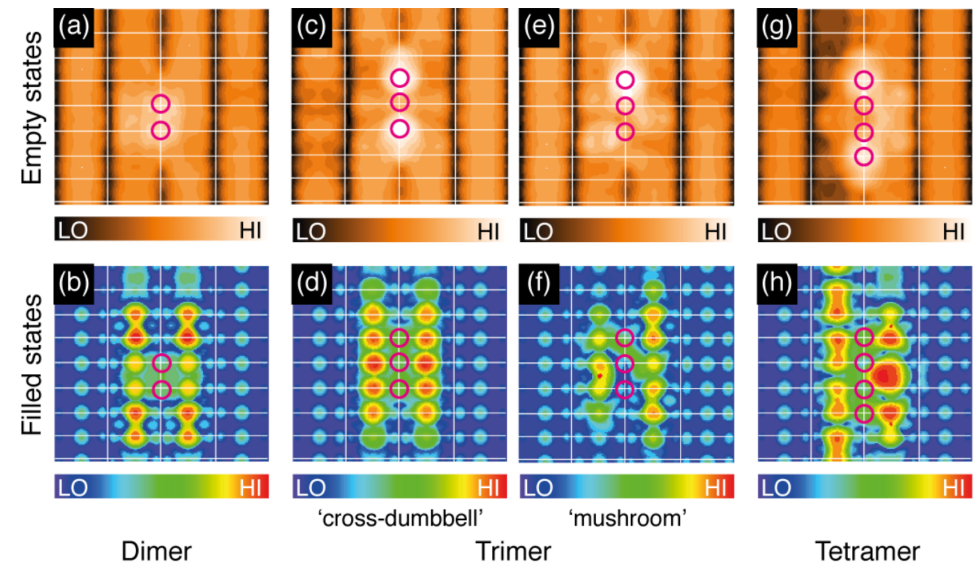 (a)
(c)
(e)
(g)
Empty states
LO HI
LO HI
LO HI
LO HI
(b)
(d)
(f)
(h)
Filled states
LO HI
LO HI
LO HI
LO HI
‘cross-dumbbell’
‘mushroom’
Dimer
Trimer
Tetramer